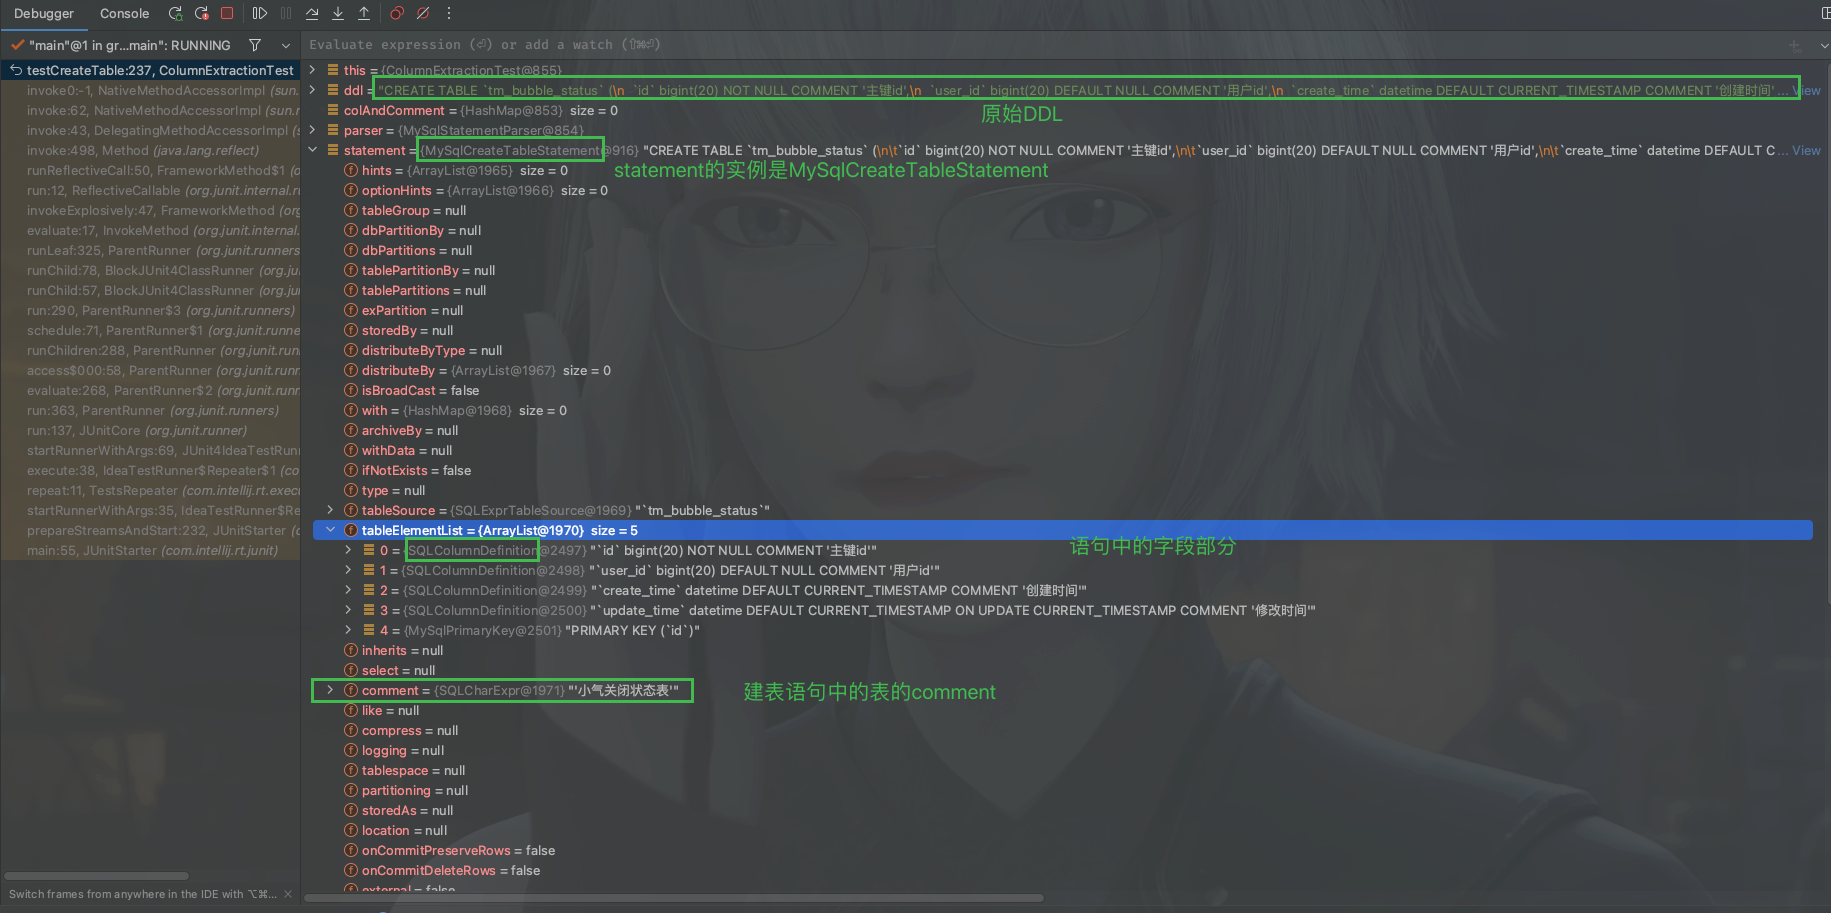 Debugger Console
"main"@1 in gr...main": RUNNING
Evaluate expression (⏎) or add a watch (⇧⌘⏎)
testCreateTable:237, ColumnExtractionTest
invoke0:-1, NativeMethodAccessorImpl (sun.
invoke:62, NativeMethodAccessorImpl (sun.r
invoke:43, DelegatingMethodAccessorImpl (s
invoke:498, Method (java.lang.reflect)
runReflectiveCall:50, FrameworkMethod$1 (o
run:12, ReflectiveCallable (org.junit.internal.ru
invokeExplosively:47, FrameworkMethod (org
evaluate:17, InvokeMethod (org.junit.internal.
runLeaf:325, ParentRunner (org.junit.runners
runChild:78, BlockJUnit4ClassRunner (org.ju
runChild:57, BlockJUnit4ClassRunner (org.jun
run:290, ParentRunner$3 (org.junit.runners)
schedule:71, ParentRunner$1 (org.junit.runne
runChildren:288, ParentRunner (org.junit.run
access$000:58, ParentRunner (org.junit.runn
evaluate:268, ParentRunner$2 (org.junit.runn
run:363, ParentRunner (org.junit.runners)
run:137, JUnitCore (org.junit.runner)
startRunnerWithArgs:69, JUnit4IdeaTestRunn
execute:38, IdeaTestRunner$Repeater$1 (co
repeat:11, TestsRepeater (com.intellij.rt.exec
startRunnerWithArgs:35, IdeaTestRunner$Re
prepareStreamsAndStart:232, JUnitStarter (c
main:55, JUnitStarter (com.intellij.rt.junit)
Switch frames from anywhere in the IDE with ⌥⌘...
this = {ColumnExtractionTest@855}
ddl = "CREATE TABLE `tm_bubble_status` (\n `id` bigint(20) NOT NULL COMMENT '主键id',\n `user_id` bigint(20) DEFAULT NULL COMMENT '用户id',\n `create_time` datetime DEFAULT CURRENT_TIMESTAMP COMMENT '创建时间' ... View
colAndComment = {HashMap@853} size = 0
原始DDL
parser = {MySqlStatementParser@854}
statement = {MySqlCreateTableStatement@916} "CREATE TABLE `tm_bubble_status` (\n\t`id` bigint(20) NOT NULL COMMENT '主键id',\n\t`user_id` bigint(20) DEFAULT NULL COMMENT '用户id',\n\t`create_time` datetime DEFAULT C... View
hints = {ArrayList@1965} size = 0
statement的实例是MySqlCreateTableStatement
optionHints = {ArrayList@1966} size = 0
tableGroup = null
dbPartitionBy = null
dbPartitions = null
tablePartitionBy = null
tablePartitions = null
exPartition = null
storedBy = null
distributeByType = null
distributeBy = {ArrayList@1967} size = 0
isBroadCast = false
with = {HashMap@1968} size = 0
archiveBy = null
withData = null
ifNotExists = false
type = null
tableSource = {SQLExprTableSource@1969} "`tm_bubble_status`"
tableElementList = {ArrayList@1970} size = 5
0 = {SQLColumnDefinition@2497} "`id` bigint(20) NOT NULL COMMENT '主键id'"
语句中的字段部分
1 = {SQLColumnDefinition@2498} "`user_id` bigint(20) DEFAULT NULL COMMENT '用户id'"
2 = {SQLColumnDefinition@2499} "`create_time` datetime DEFAULT CURRENT_TIMESTAMP COMMENT '创建时间'"
3 = {SQLColumnDefinition@2500} "`update_time` datetime DEFAULT CURRENT_TIMESTAMP ON UPDATE CURRENT_TIMESTAMP COMMENT '修改时间'"
4 = {MySqlPrimaryKey@2501} "PRIMARY KEY (`id`)"
inherits = null
select = null
comment = {SQLCharExpr@1971} "'小气关闭状态表'"
建表语句中的表的comment
like = null
compress = null
logging = null
tablespace = null
partitioning = null
storedAs = null
location = null
onCommitPreserveRows = false
onCommitDeleteRows = false
external = false